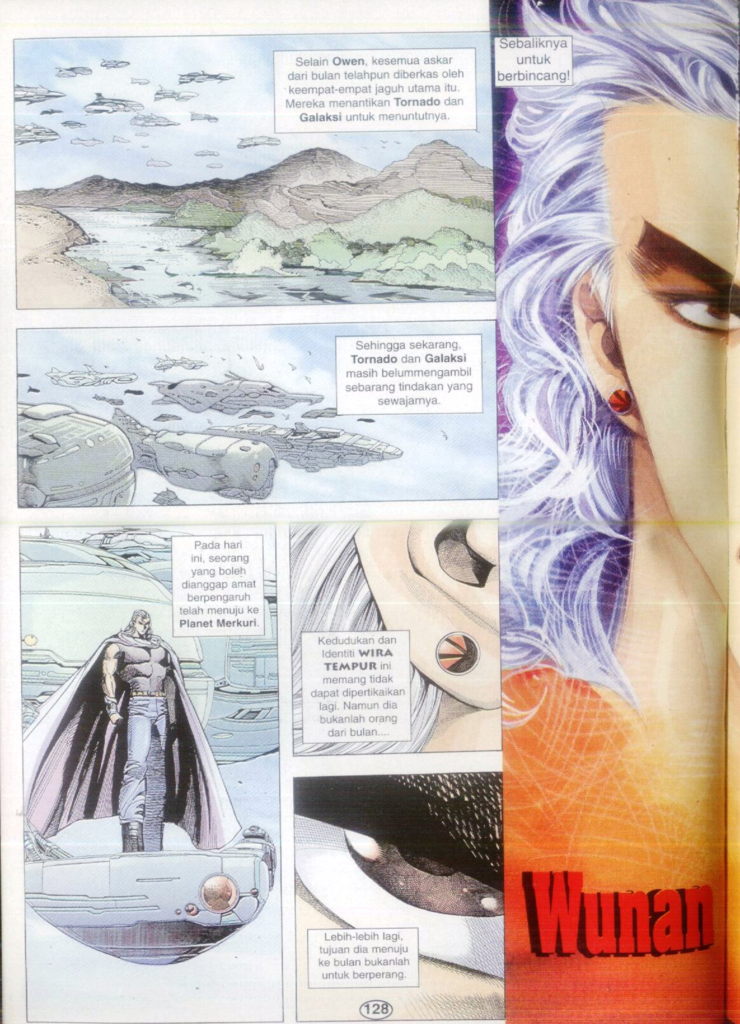 Selain Owen, kesemua askar
dari bulan telahpun diberkas oleh
keempat-empat jaguh utama itu.
Mereka menantikan Tornado dan
Galaksi untuk menuntutnya.
Sehingga sekarang,
Tornado dan Galaksi
masih belummengambil
sebarang tindakan yang
sewajarnya.
Pada hari
ini, seorang
yang boleh
dianggap amat
berpengaruh
telah menuju ke
Planet Merkuri.
Kedudukan dan
Identiti WIRA
TEMPUR ini
memang tidak
dapat dipertikaikan
lagi. Namun dia
bukanlah orang
dari bulan....
Lebih-lebih lagi,
tujuan dia menuju
ke bulan bukanlah
untuk berperang.
Sebaliknya
untuk
berbincang!
Wunan
128